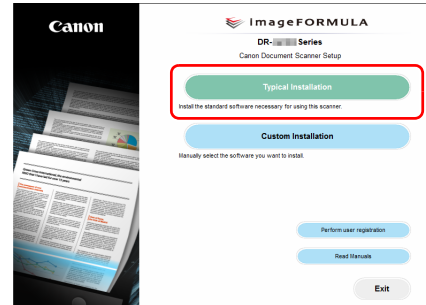 Canon
imageFORMULA
DR- Series
Canon Document Scanner Setup
Typical Installation
Install the standard software necessary for using this scanner.
Custom Installation
Manually select the software you want to install.
Perform user registration
Read Manuals
Exit